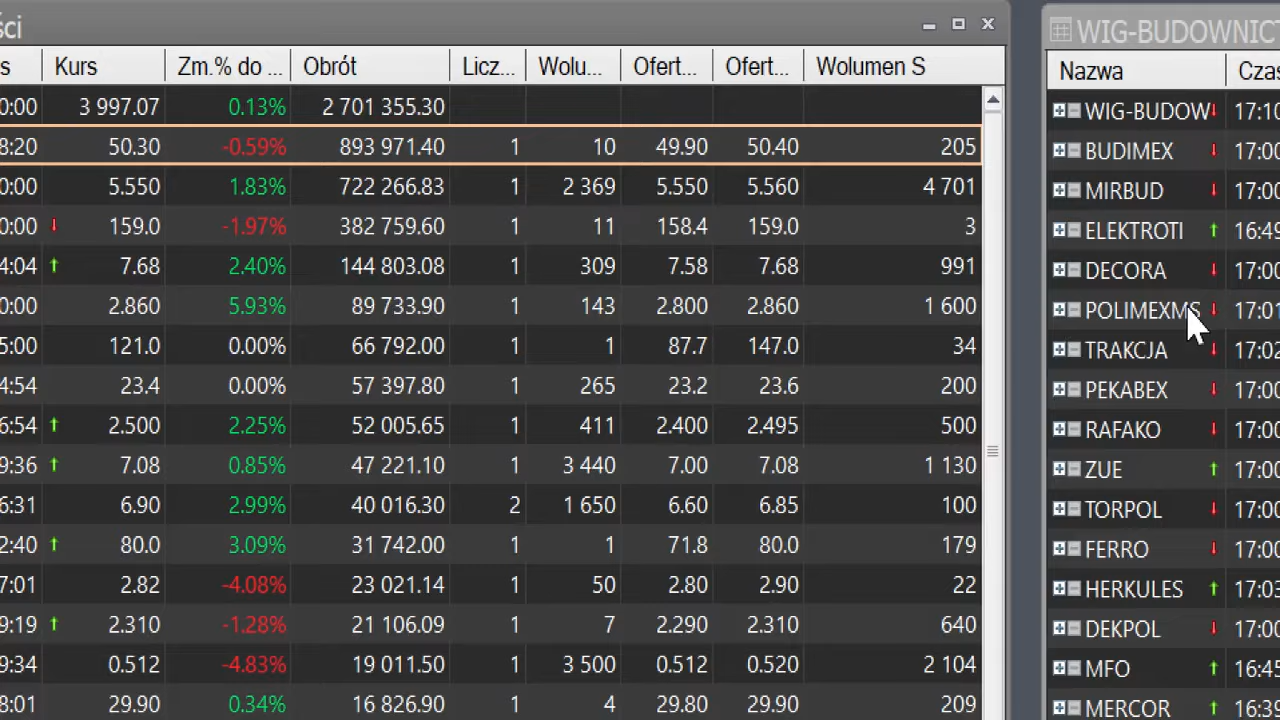 ści
s Kurs Zm.% do ... Obrót Licz... Wolu... Ofert... Ofert... Wolumen S
0:00 3 997.07 0.13% 2 701 355.30
8:20 50.30 -0.59% 893 971.40 1 10 49.90 50.40 205
0:00 5.550 1.83% 722 266.83 1 2 369 5.550 5.560 4 701
0:00 159.0 -1.97% 382 759.60 1 11 158.4 159.0 3
4:04 7.68 2.40% 144 803.08 1 309 7.58 7.68 991
0:00 2.860 5.93% 89 733.90 1 143 2.800 2.860 1 600
5:00 121.0 0.00% 66 792.00 1 1 87.7 147.0 34
4:54 23.4 0.00% 57 397.80 1 265 23.2 23.6 200
6:54 2.500 2.25% 52 005.65 1 411 2.400 2.495 500
9:36 7.08 0.85% 47 221.10 1 3 440 7.00 7.08 1 130
6:31 6.90 2.99% 40 016.30 2 1 650 6.60 6.85 100
2:40 80.0 3.09% 31 742.00 1 1 71.8 80.0 179
7:01 2.82 -4.08% 23 021.14 1 50 2.80 2.90 22
9:19 2.310 -1.28% 21 106.09 1 7 2.290 2.310 640
9:34 0.512 -4.83% 19 011.50 1 3 500 0.512 0.520 2 104
8:01 29.90 0.34% 16 826.90 1 4 29.80 29.90 209
WIG-BUDOWNICT
Nazwa Czas
WIG-BUDOW 17:10
BUDIMEX 17:00
MIRBUD 17:00
ELEKTROTI 16:49
DECORA 17:00
POLIMEXMS 17:01
TRAKCJA 17:02
PEKABEX 17:00
RAFAKO 17:00
ZUE 17:00
TORPOL 17:00
FERRO 17:00
HERKULES 17:03
DEKPOL 17:00
MFO 16:45
MERCOR 16:39